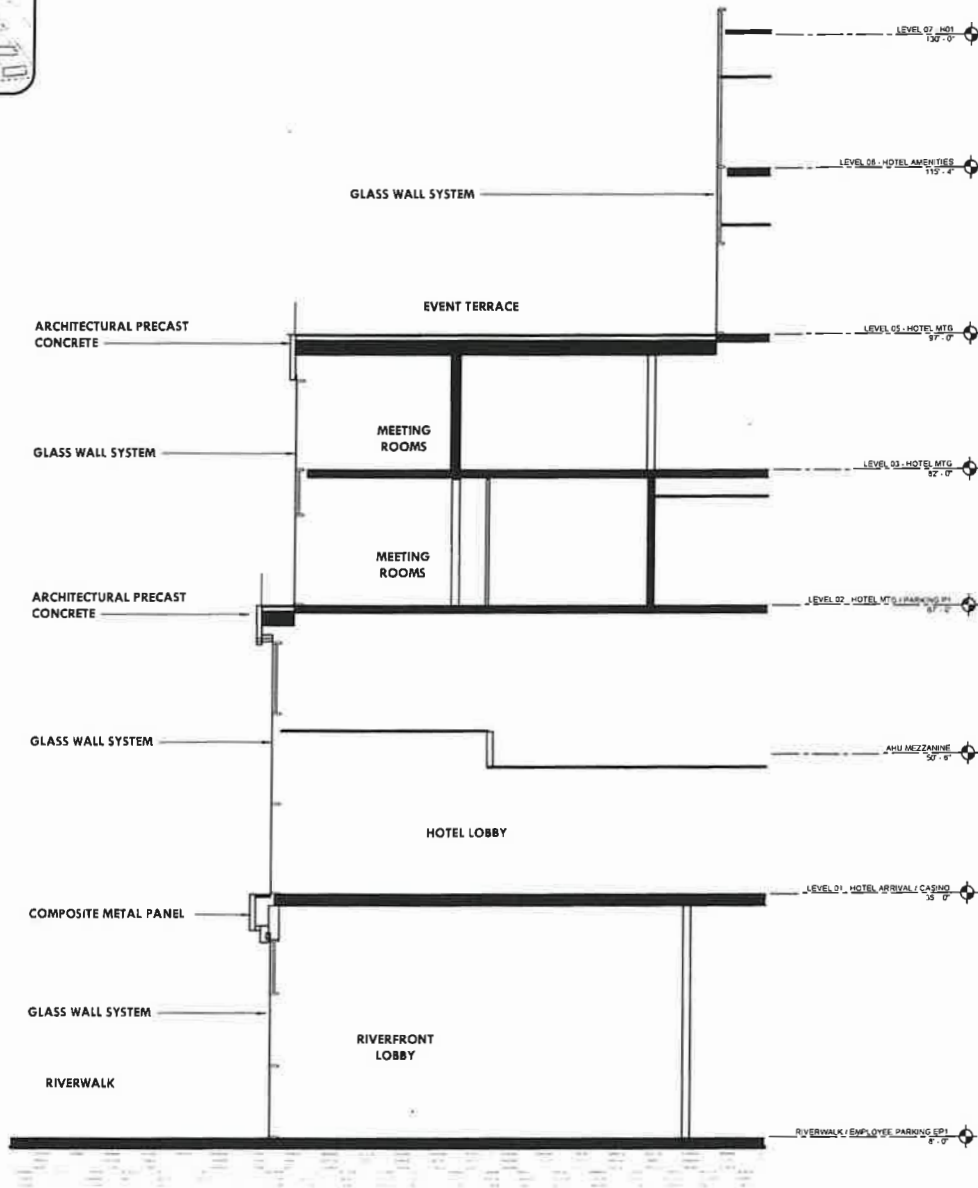 LEVEL 07 - H01
130' - 0"
LEVEL 06 - HOTEL AMENITIES
115' - 4"
GLASS WALL SYSTEM
EVENT TERRACE
ARCHITECTURAL PRECAST
CONCRETE
LEVEL 05 - HOTEL MTG
97' - 0"
MEETING
ROOMS
GLASS WALL SYSTEM
LEVEL 03 - HOTEL MTG
82' - 0"
MEETING
ROOMS
ARCHITECTURAL PRECAST
CONCRETE
LEVEL 02 HOTEL MTG / PARKING P1
67' - 0"
GLASS WALL SYSTEM
AHU MEZZANINE
50' - 6"
HOTEL LOBBY
LEVEL 01 HOTEL ARRIVAL / CASINO
35' 0"
COMPOSITE METAL PANEL
GLASS WALL SYSTEM
RIVERFRONT
LOBBY
RIVERWALK
RIVERWALK / EMPLOYEE PARKING EP1
8' - 0"